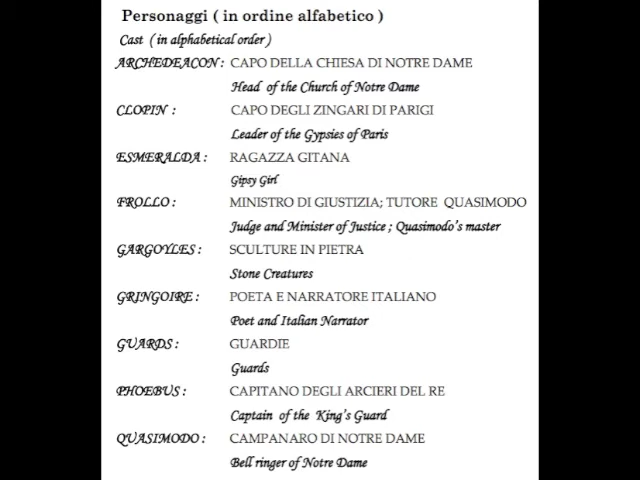 Personaggi ( in ordine alfabetico )
Cast ( in alphabetical order )
ARCHEDEACON : CAPO DELLA CHIESA DI NOTRE DAME
Head of the Church of Notre Dame
CLOPIN : CAPO DEGLI ZINGARI DI PARIGI
Leader of the Gypsies of Paris
ESMERALDA : RAGAZZA GITANA
Gipsy Girl
FROLLO : MINISTRO DI GIUSTIZIA; TUTORE QUASIMODO
Judge and Minister of Justice ; Quasimodo's master
GARGOYLES : SCULTURE IN PIETRA
Stone Creatures
GRINGOIRE : POETA E NARRATORE ITALIANO
Poet and Italian Narrator
GUARDS : GUARDIE
Guards
PHOEBUS : CAPITANO DEGLI ARCIERI DEL RE
Captain of the King's Guard
QUASIMODO : CAMPANARO DI NOTRE DAME
Bell ringer of Notre Dame